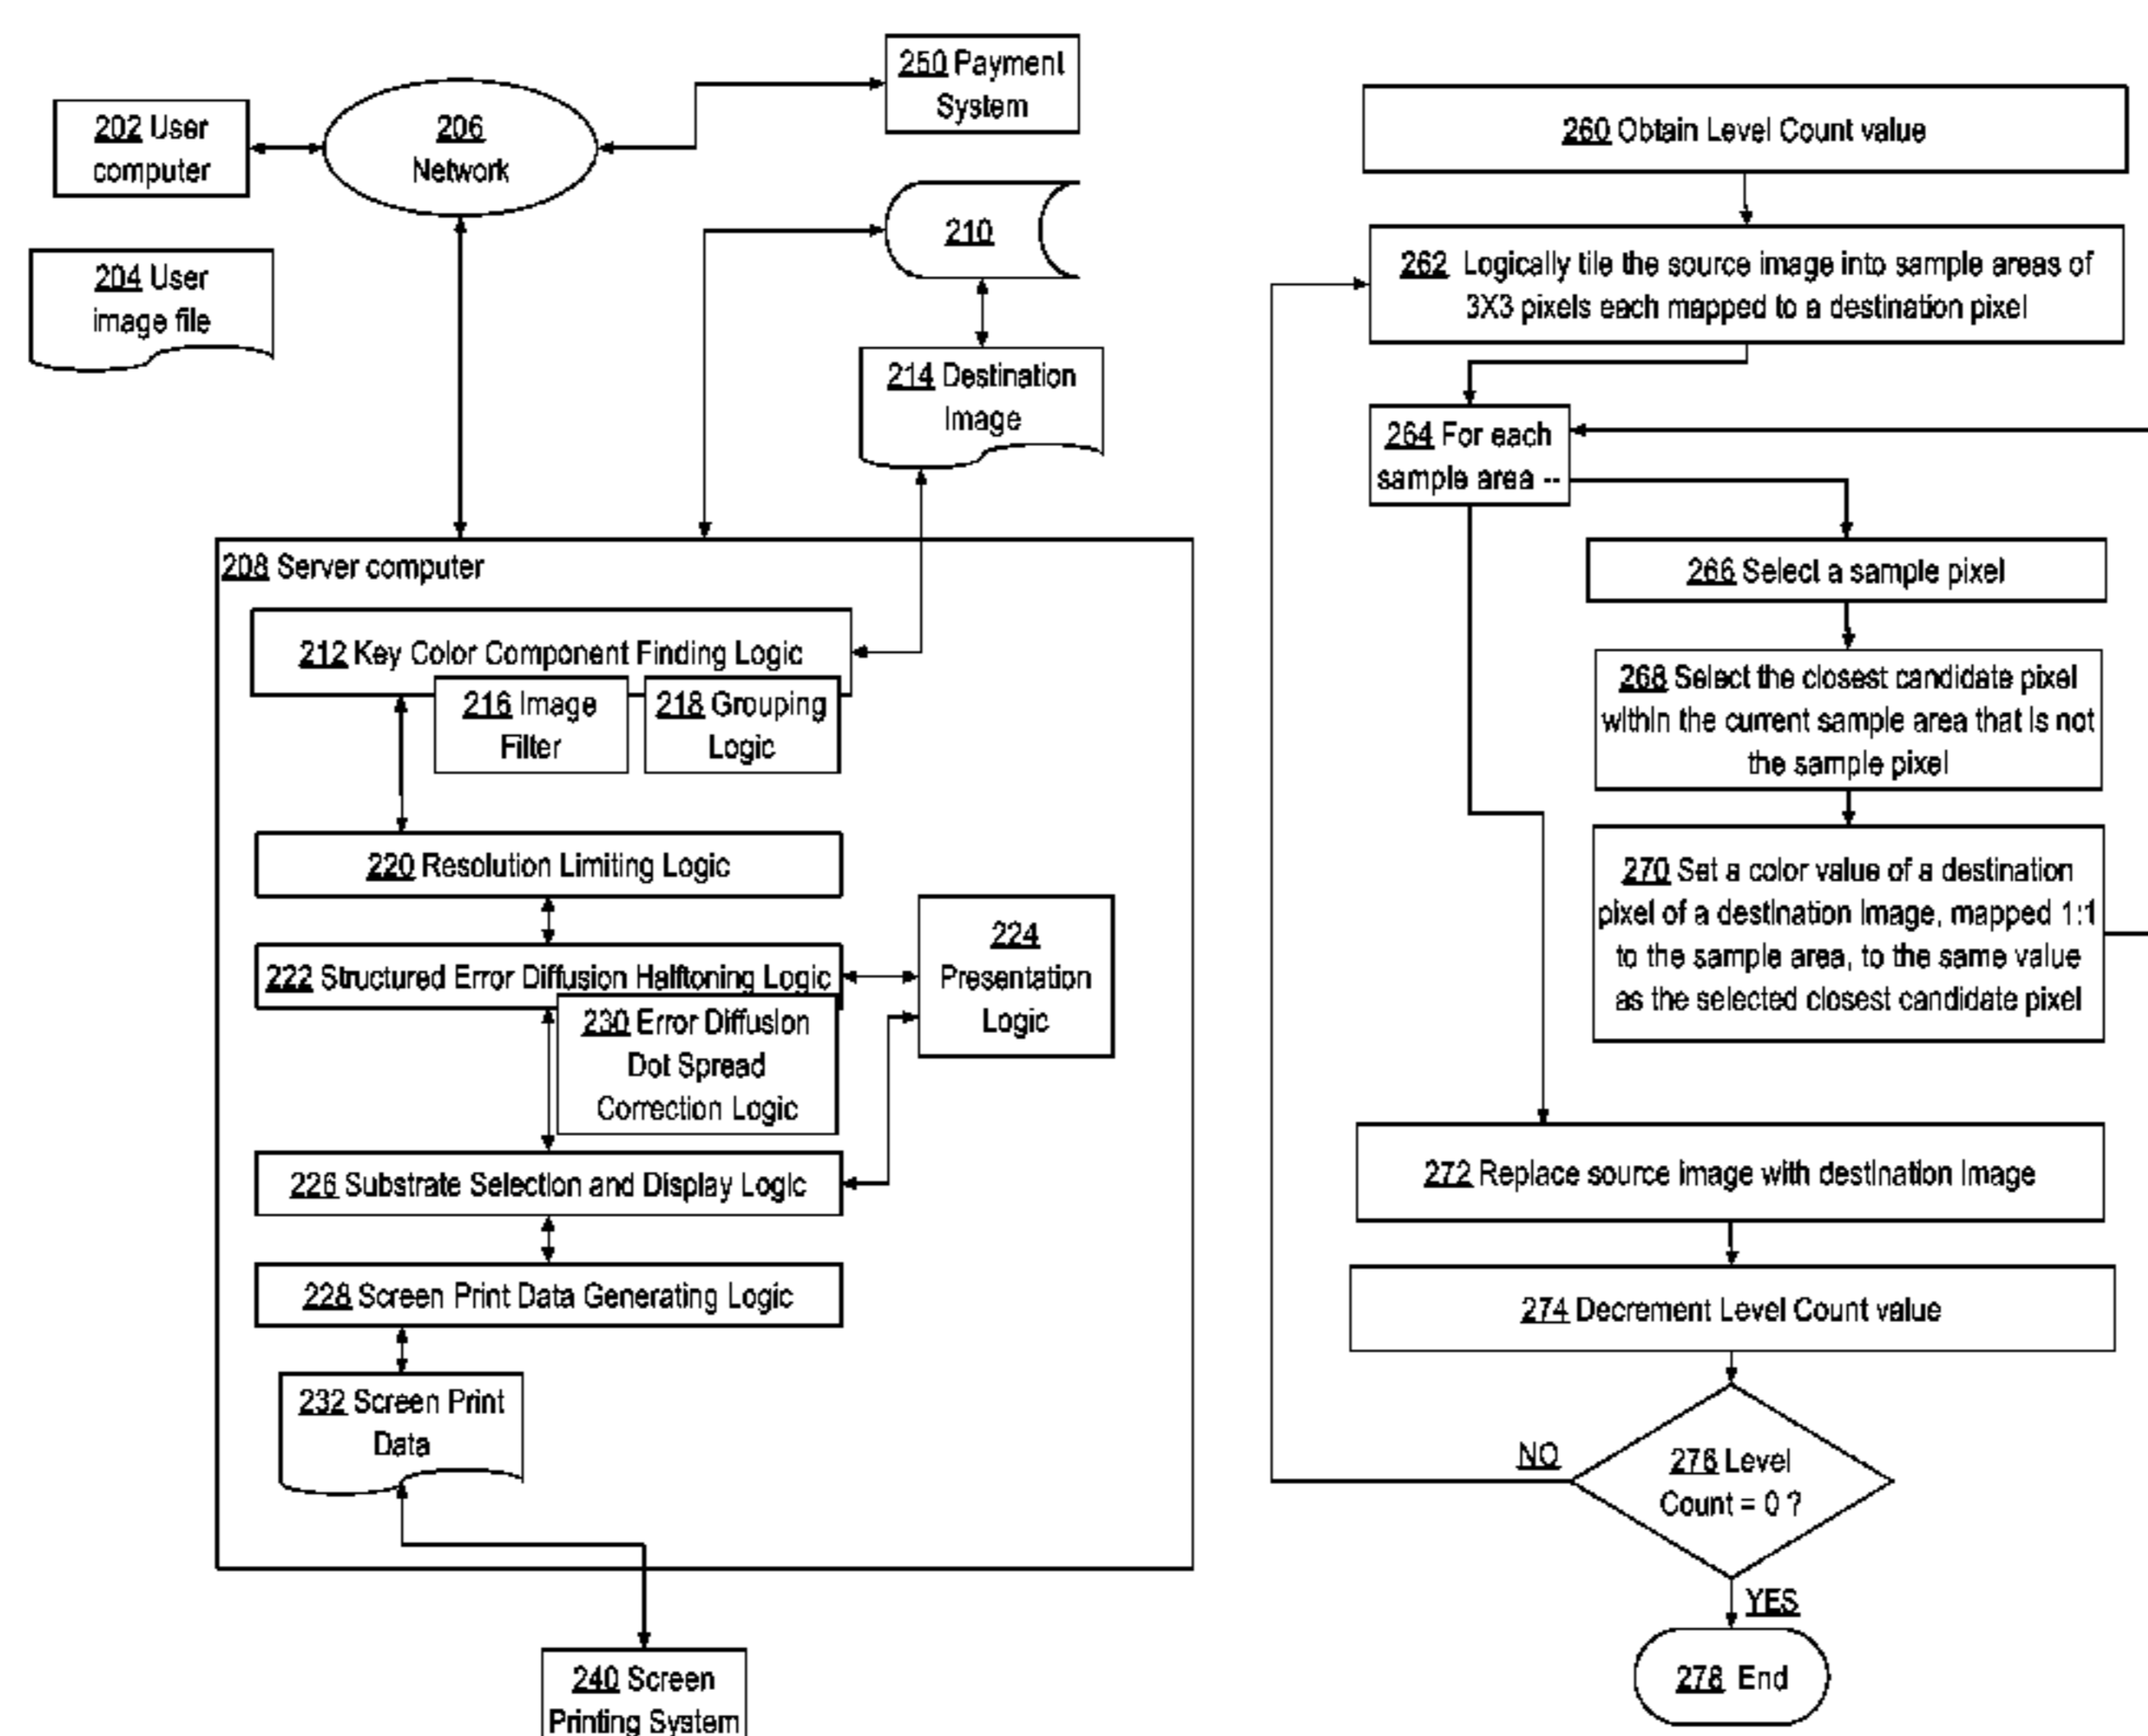 250 Payment
System
202 User
computer
206
Network
210
204 User
image file
214 Destination
Image
208 Server computer
212 Key Color Component Finding Logic
216 Image
Filter
218 Grouping
Logic
220 Resolution Limiting Logic
222 Structured Error Diffusion Halftoning Logic
224
Presentation
Logic
230 Error Diffusion
Dot Spread
Correction Logic
226 Substrate Selection and Display Logic
228 Screen Print Data Generating Logic
232 Screen Print
Data
240 Screen
Printing System
260 Obtain Level Count value
262 Logically tile the source image into sample areas of
3X3 pixels each mapped to a destination pixel
264 For each
sample area --
266 Select a sample pixel
268 Select the closest candidate pixel
within the current sample area that is not
the sample pixel
270 Set a color value of a destination
pixel of a destination image, mapped 1:1
to the sample area, to the same value
as the selected closest candidate pixel
272 Replace source image with destination image
274 Decrement Level Count value
276 Level
Count = 0 ?
NO
YES
278 End